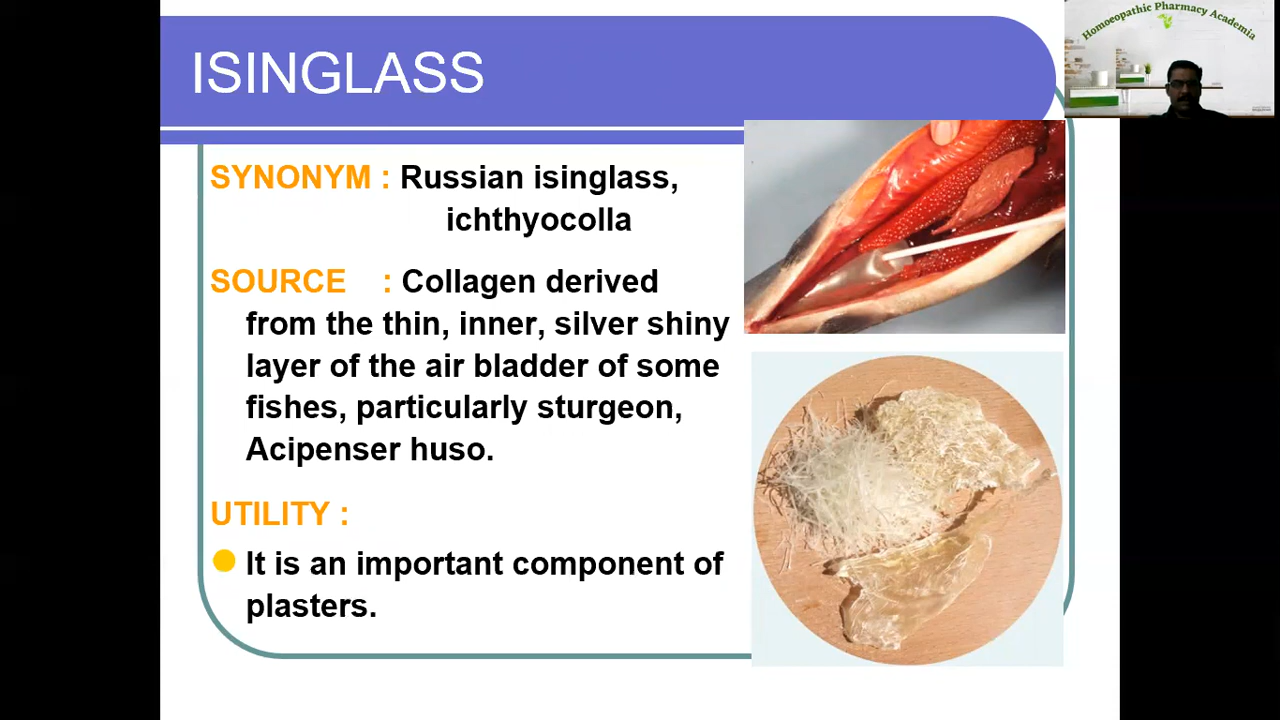 ISINGLASS
Homoeopathic Pharmacy Academia
SYNONYM : Russian isinglass,
ichthyocolla
SOURCE : Collagen derived
from the thin, inner, silver shiny
layer of the air bladder of some
fishes, particularly sturgeon,
Acipenser huso.
UTILITY :
It is an important component of
plasters.